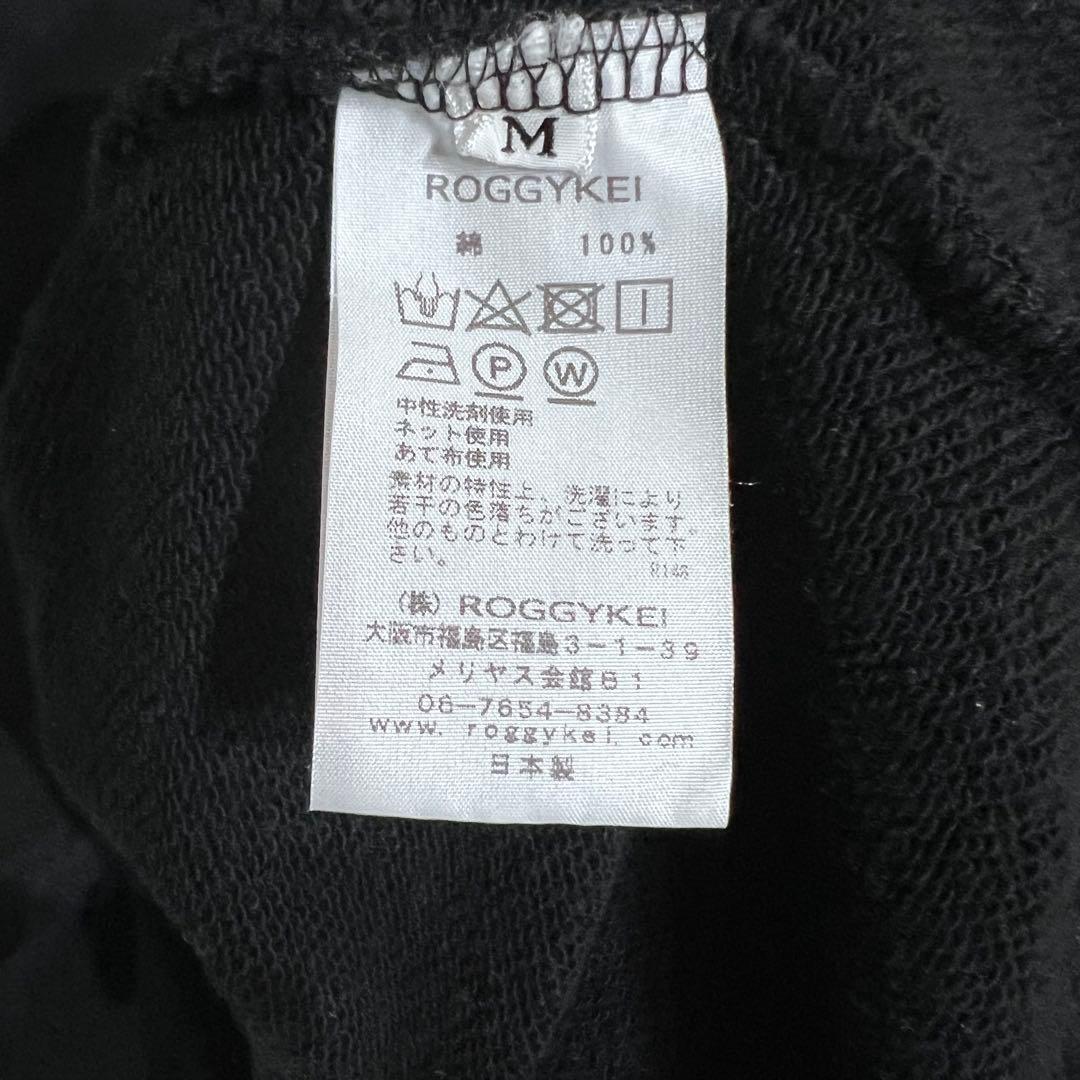 M
ROGGYKEI
綿 100%
P W
中性洗剤使用
ネット使用
あて布使用
素材の特性上、洗濯により
若干の色落ちがございます。
他のものとわけて洗って下
さい。
R148
(株) ROGGYKEI
大阪市福島区福島3-1-39
メリヤス会館61
06-7654-8384
www.roggykei.com
日本製